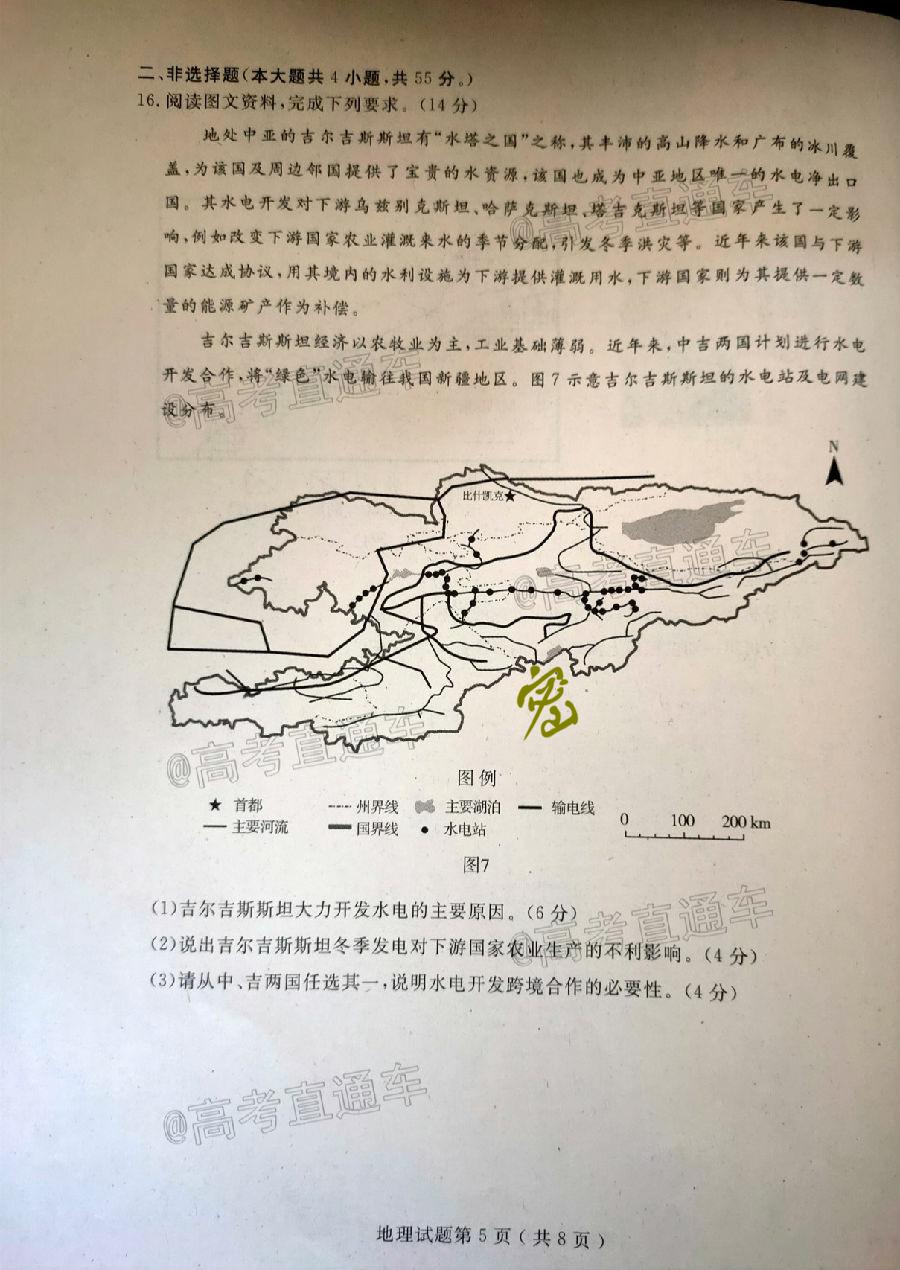 二、非选择题(本大题共4小题,共55分。)
16.阅读图文资料,完成下列要求。(14分)
地处中亚的吉尔吉斯斯坦有“水塔之国”之称,其丰沛的高山降水和广布的冰川覆
盖,为该国及周边邻国提供了宝贵的水资源,该国也成为中亚地区唯一的水电净出口
国。其水电开发对下游乌兹别克斯坦、哈萨克斯坦、塔吉克斯坦等国家产生了一定影
响,例如改变下游国家农业灌溉来水的季节分配,引发冬季洪灾等。近年来该国与下游
国家达成协议,用其境内的水利设施为下游提供灌溉用水,下游国家则为其提供一定数
量的能源矿产作为补偿。
吉尔吉斯斯坦经济以农牧业为主,工业基础薄弱。近年来,中吉两国计划进行水电
开发合作,将“绿色”水电输往我国新疆地区。图7示意吉尔吉斯斯坦的水电站及电网建
设分布。
@高考直通车
@高考直通车
N
比什凯克
@高考直通车
@高考直通车
图例
首都 州界线 主要湖泊 输电线
主要河流 国界线 水电站
0 100 200 km
图7
(1)吉尔吉斯斯坦大力开发水电的主要原因。(6分)
@高考直通车
(2)说出吉尔吉斯斯坦冬季发电对下游国家农业生产的不利影响。(4分)
(3)请从中、吉两国任选其一,说明水电开发跨境合作的必要性。(4分)
@高考直通车
地理试题第5页(共8页)